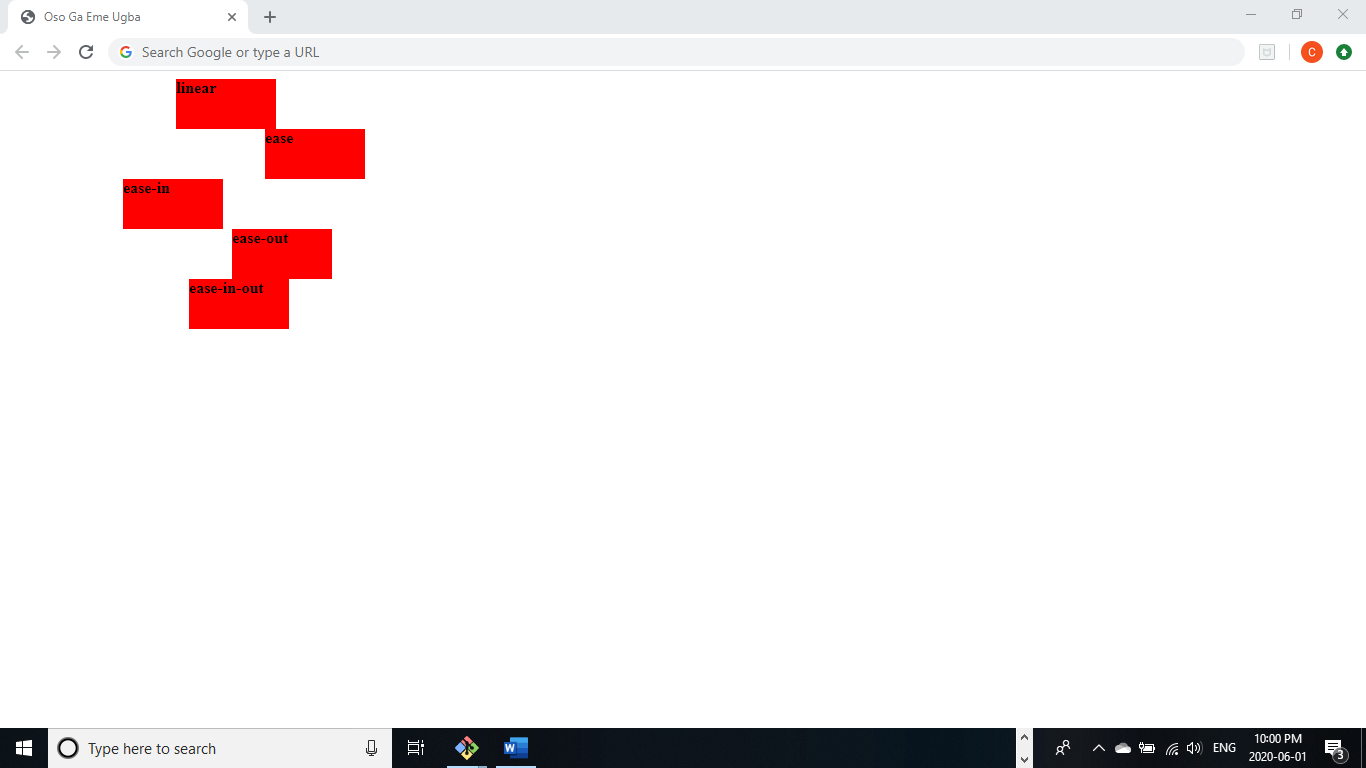 Oso Ga Eme Ugba
Search Google or type a URL
C
linear
ease
ease-in
ease-out
ease-in-out
Type here to search
W
ENG
10:00 PM
2020-06-01
3